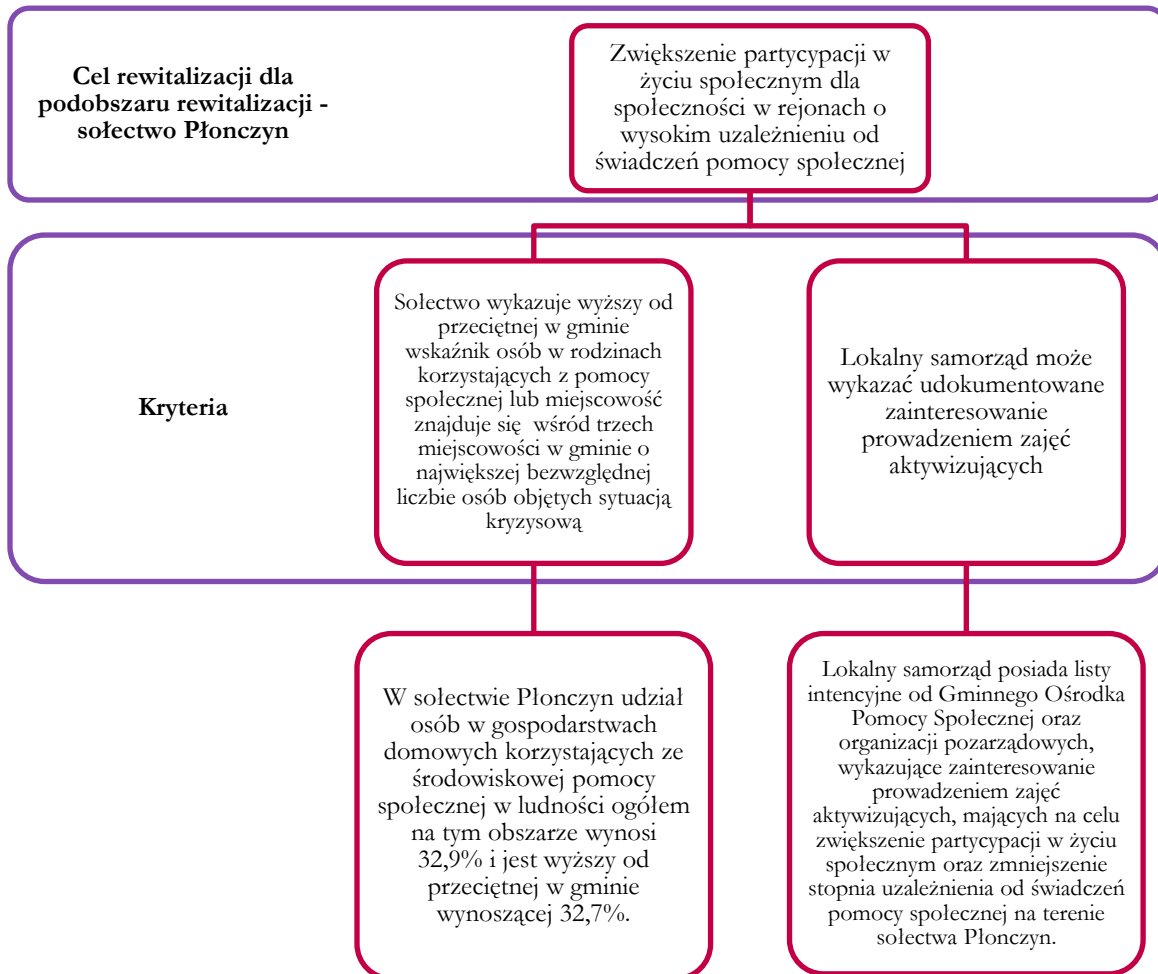 Cel rewitalizacji dla
podobszaru rewitalizacji -
sołectwo Płonczyn
Zwiększenie partycypacji w
życiu społecznym dla
społeczności w rejonach o
wysokim uzależnieniu od
świadczeń pomocy społecznej
Kryteria
Sołectwo wykazuje wyższy od
przeciętnej w gminie
wskaźnik osób w rodzinach
korzystających z pomocy
społecznej lub miejscowość
znajduje się wśród trzech
miejscowości w gminie o
największej bezwzględnej
liczbie osób objętych sytuacją
kryzysową
Lokalny samorząd może
wykazać udokumentowane
zainteresowanie
prowadzeniem zajęć
aktywizujących
W sołectwie Płonczyn udział
osób w gospodarstwach
domowych korzystających ze
środowiskowej pomocy
społecznej w ludności ogółem
na tym obszarze wynosi
32,9% i jest wyższy od
przeciętnej w gminie
wynoszącej 32,7%.
Lokalny samorząd posiada listy
intencyjne od Gminnego Ośrodka
Pomocy Społecznej oraz
organizacji pozarządowych,
wykazujące zainteresowanie
prowadzeniem zajęć
aktywizujących, mających na celu
zwiększenie partycypacji w życiu
społecznym oraz zmniejszenie
stopnia uzależnienia od świadczeń
pomocy społecznej na terenie
sołectwa Płonczyn.